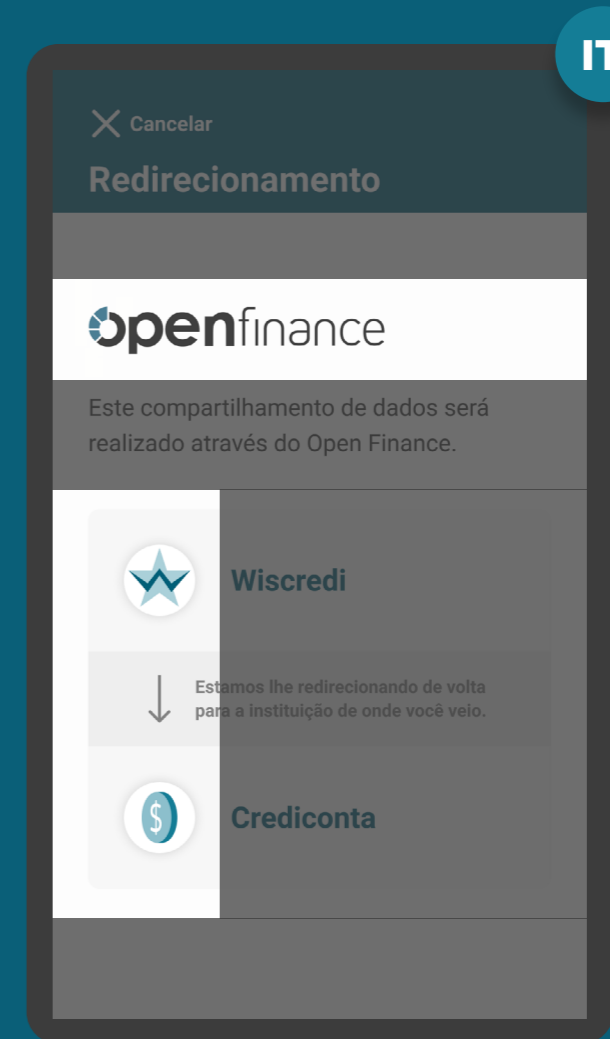 IT
Cancelar
Redirecionamento
openfinance
Este compartilhamento de dados será
realizado através do Open Finance.
Wiscredi
Estamos lhe redirecionando de volta
para a instituição de onde você veio.
$
Crediconta